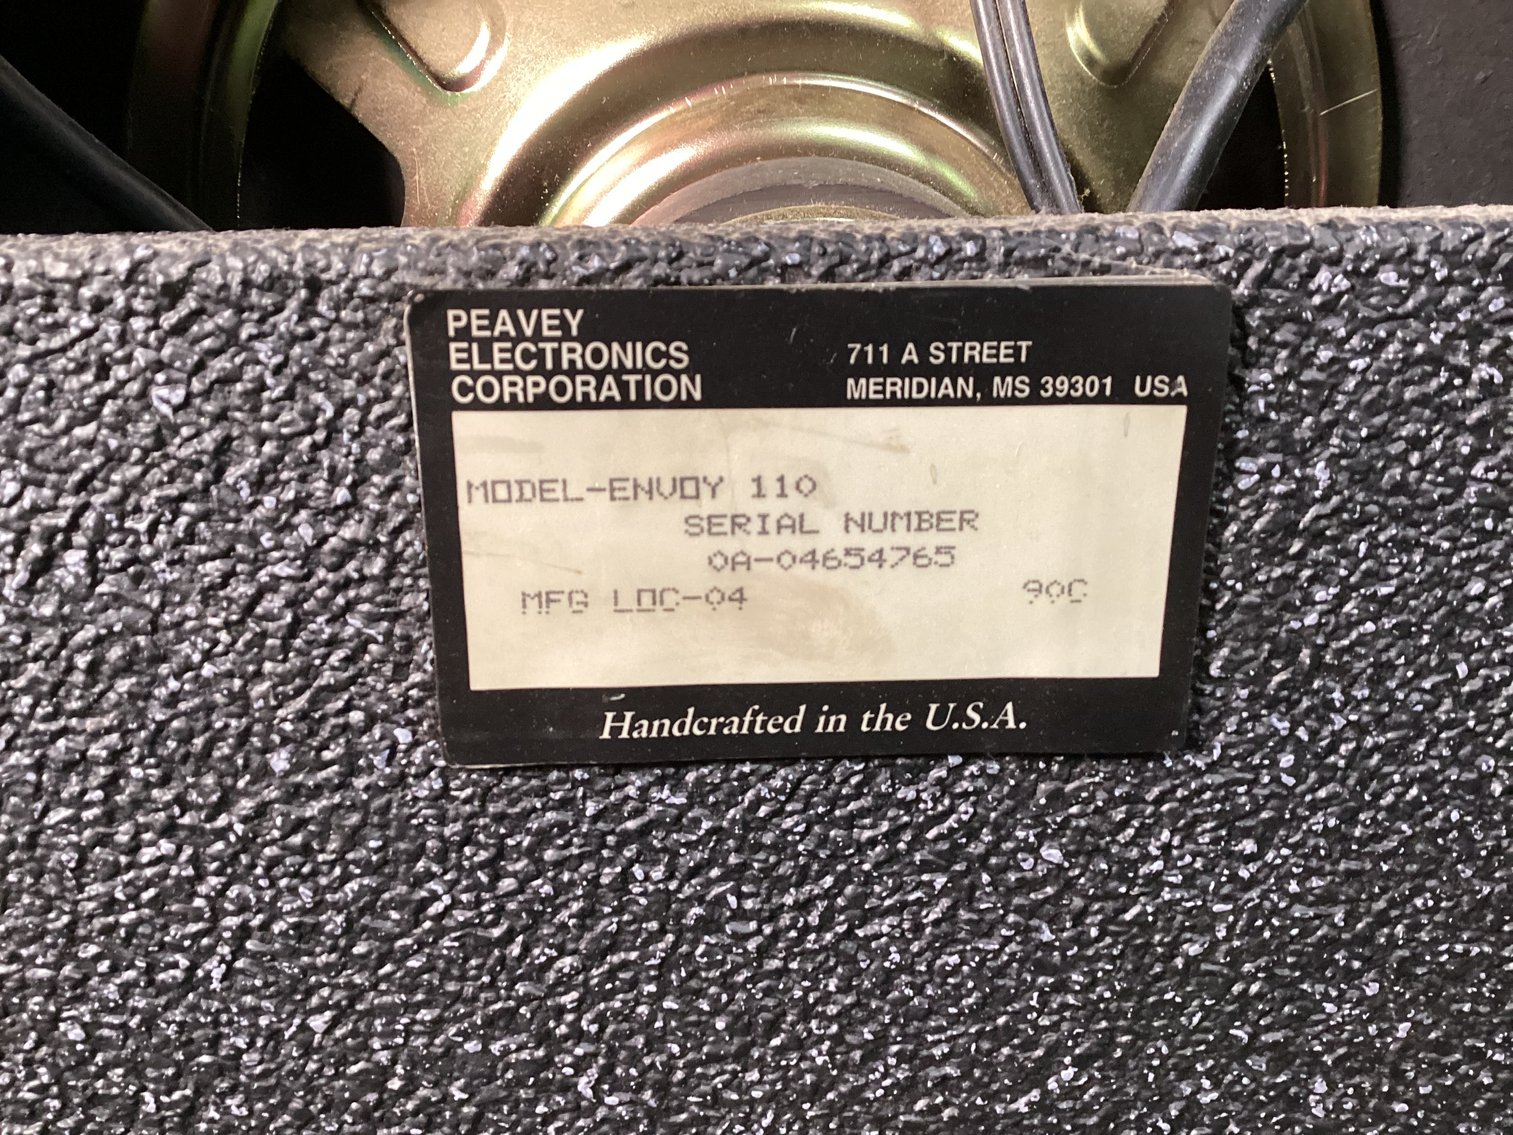 PEAVEY
ELECTRONICS
CORPORATION
711 A STREET
MERIDIAN, MS 39301 USA
MODEL-ENVOY 110
SERIAL NUMBER
0A-04654765
MFG LOC-04 90C
Handcrafted in the U.S.A.